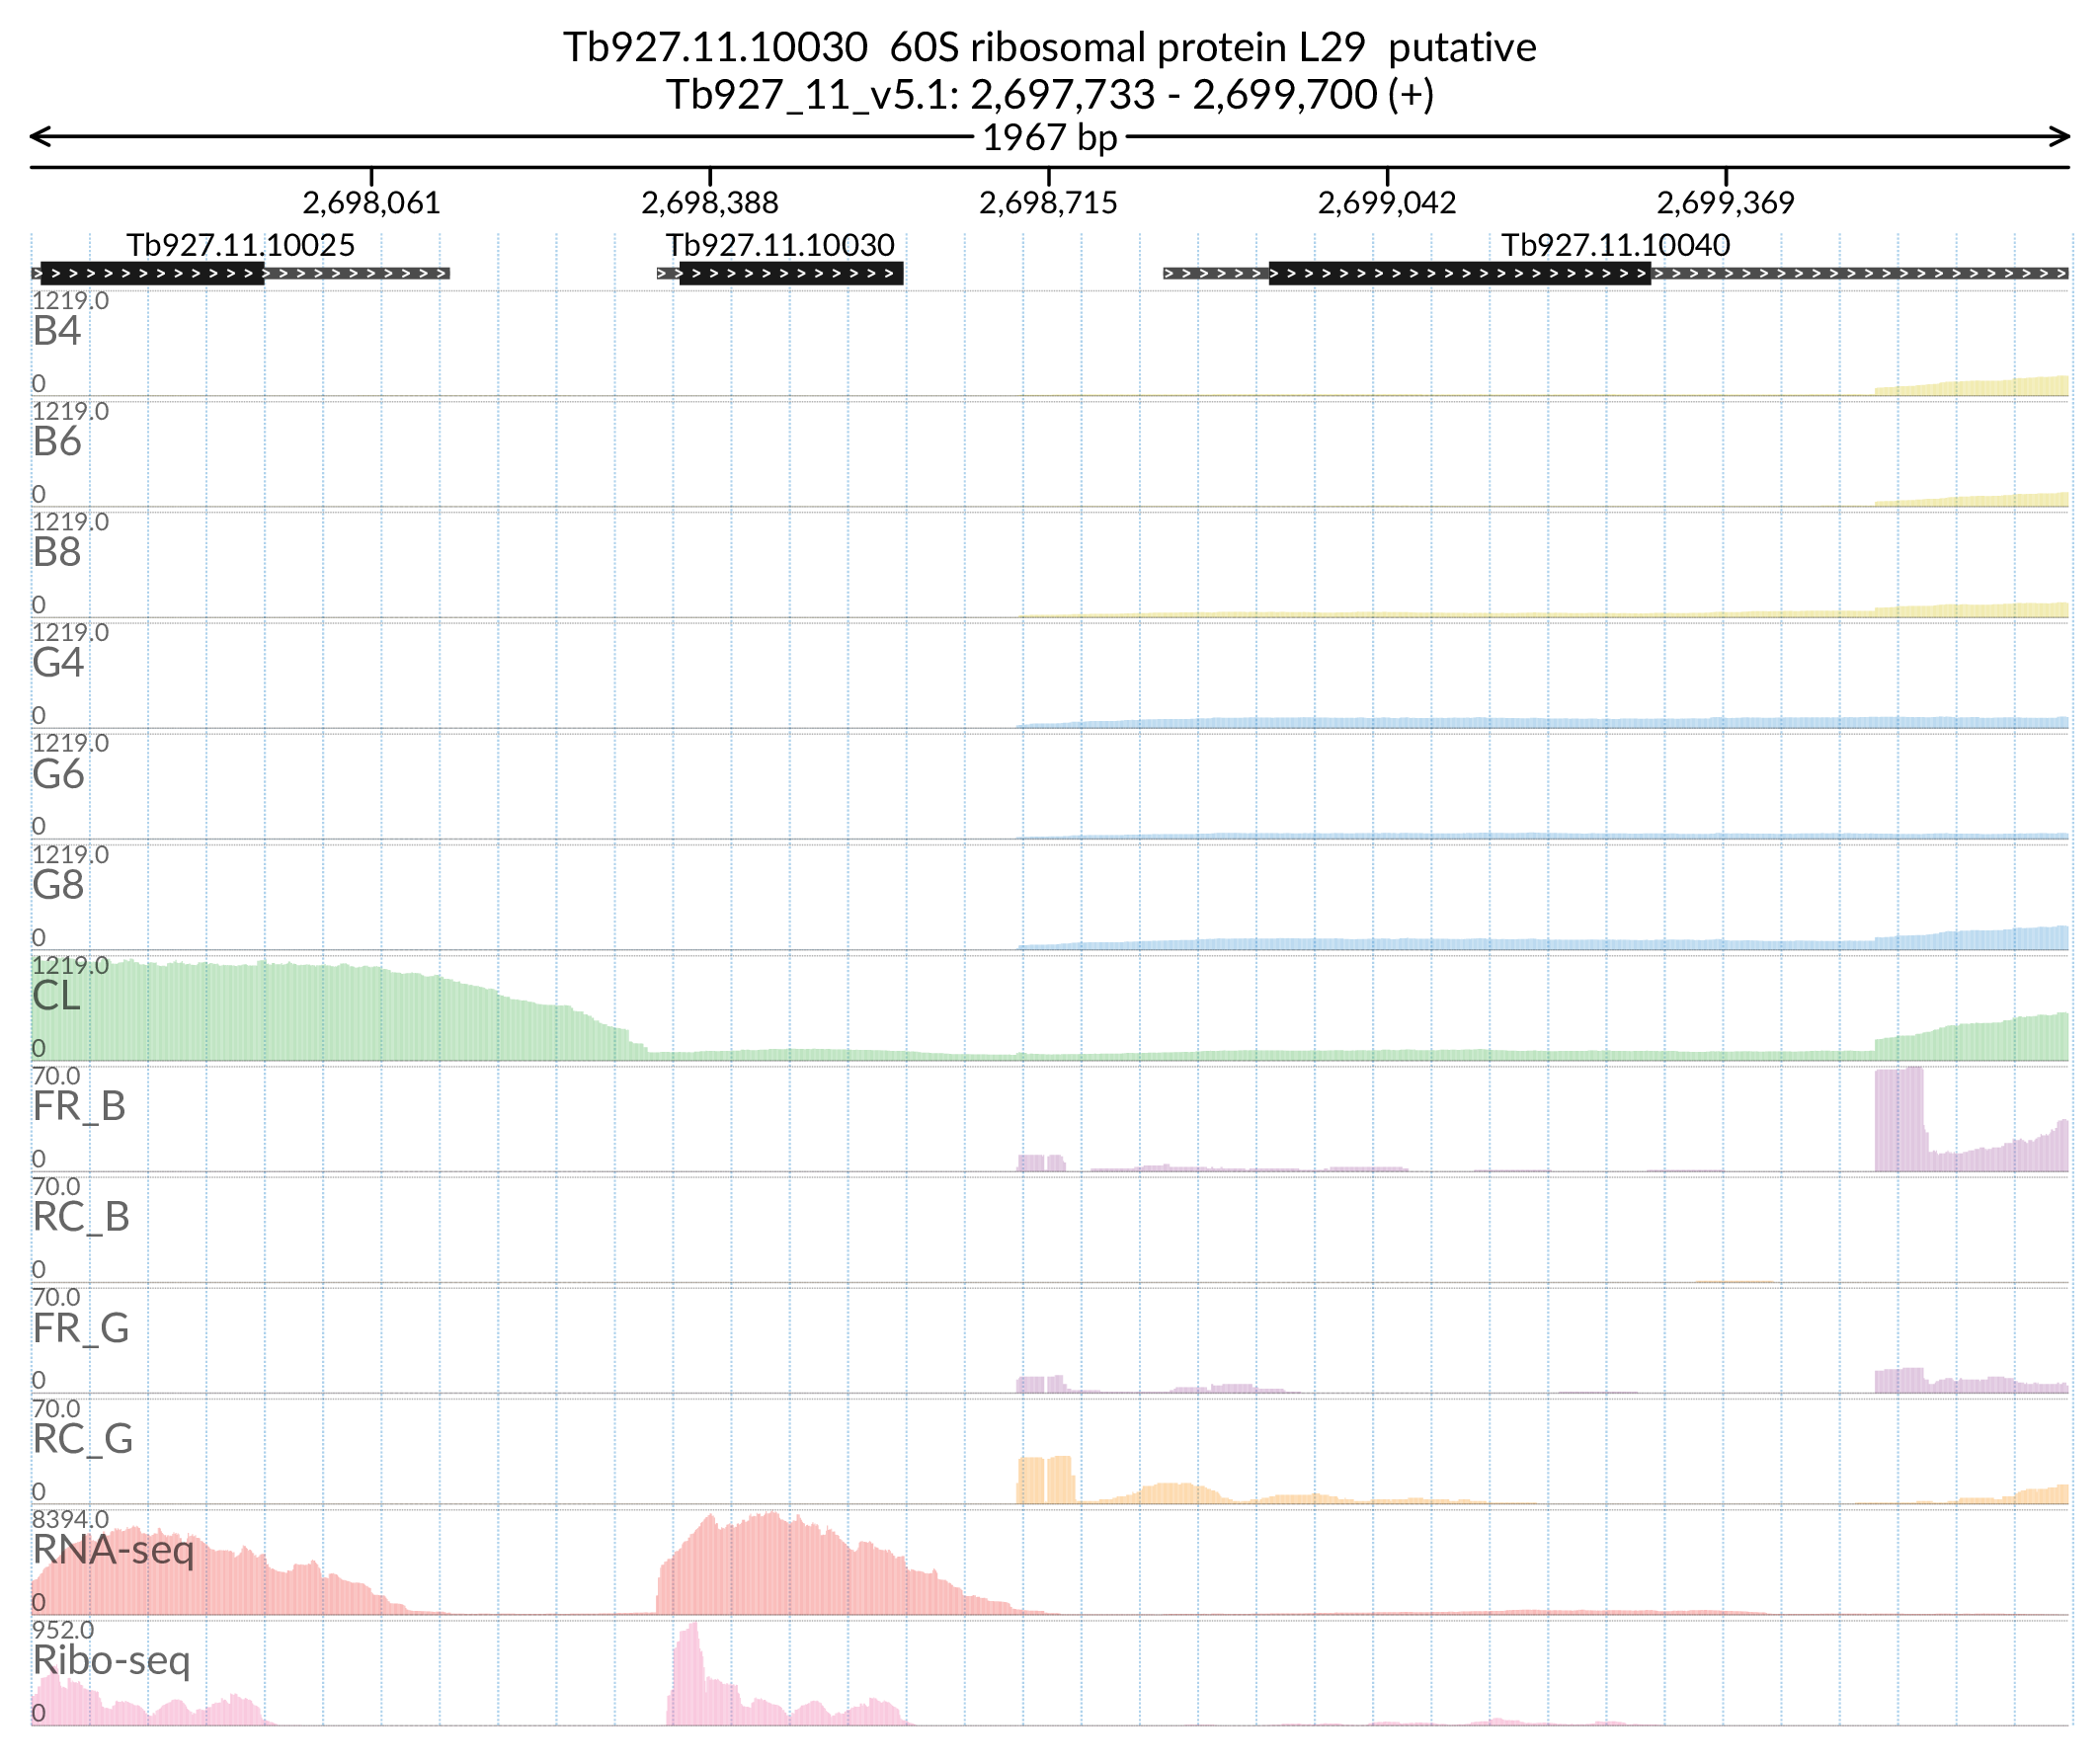 Tb927.11.10030 60S ribosomal protein L29 putative
Tb927_11_v5.1: 2,697,733 - 2,699,700 (+)
1967 bp
2,698,061 2,698,388 2,698,715 2,699,042 2,699,369
Tb927.11.10025 Tb927.11.10030 Tb927.11.10040
1219.0
B4
0
1219.0
B6
0
1219.0
B8
0
1219.0
G4
0
1219.0
G6
0
1219.0
G8
0
1219.0
CL
0
70.0
FR_B
0
70.0
RC_B
0
70.0
FR_G
0
70.0
RC_G
0
8394.0
RNA-seq
0
952.0
Ribo-seq
0